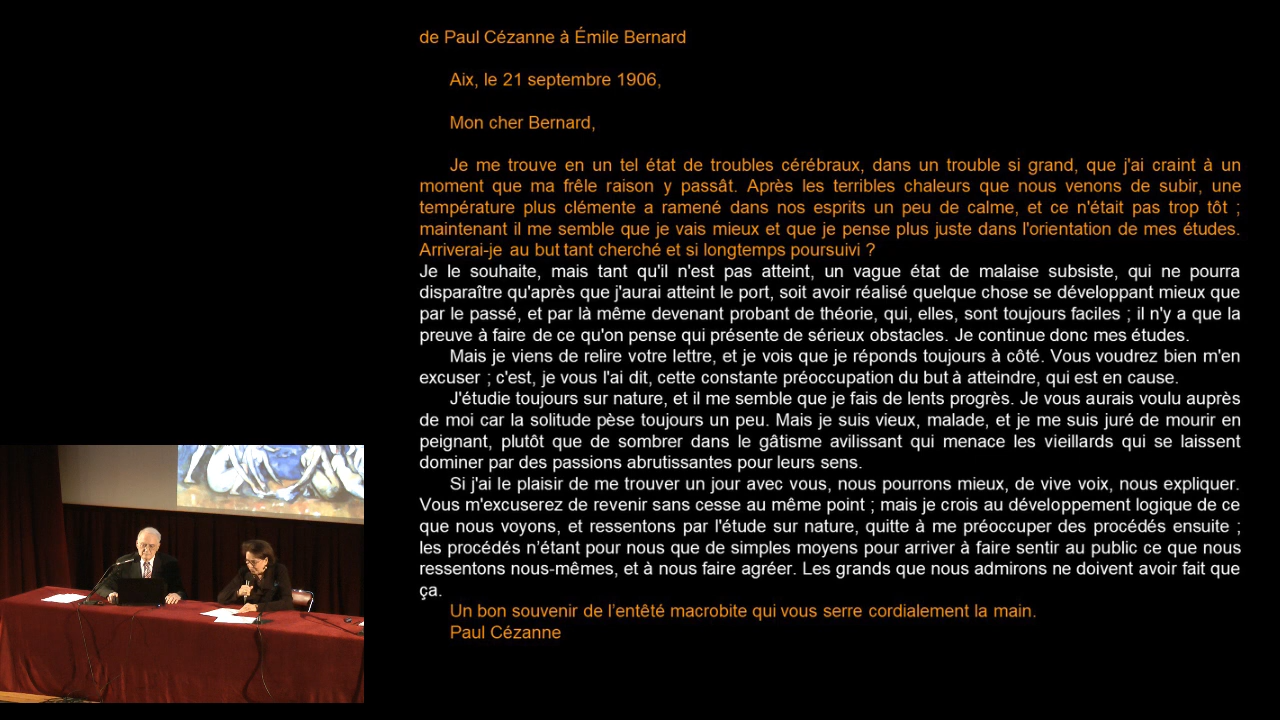 de Paul Cézanne à Émile Bernard
Aix, le 21 septembre 1906,
Mon cher Bernard,
Je me trouve en un tel état de troubles cérébraux, dans un trouble si grand, que j'ai craint à un
moment que ma frêle raison y passât. Après les terribles chaleurs que nous venons de subir, une
température plus clémente a ramené dans nos esprits un peu de calme, et ce n'était pas trop tôt ;
maintenant il me semble que je vais mieux et que je pense plus juste dans l'orientation de mes études.
Arriverai-je au but tant cherché et si longtemps poursuivi ?
Je le souhaite, mais tant qu'il n'est pas atteint, un vague état de malaise subsiste, qui ne pourra
disparaître qu'après que j'aurai atteint le port, soit avoir réalisé quelque chose se développant mieux que
par le passé, et par là même devenant probant de théorie, qui, elles, sont toujours faciles ; il n'y a que la
preuve à faire de ce qu'on pense qui présente de sérieux obstacles. Je continue donc mes études.
Mais je viens de relire votre lettre, et je vois que je réponds toujours à côté. Vous voudrez bien m'en
excuser ; c'est, je vous l'ai dit, cette constante préoccupation du but à atteindre, qui est en cause.
J'étudie toujours sur nature, et il me semble que je fais de lents progrès. Je vous aurais voulu auprès
de moi car la solitude pèse toujours un peu. Mais je suis vieux, malade, et je me suis juré de mourir en
peignant, plutôt que de sombrer dans le gâtisme avilissant qui menace les vieillards qui se laissent
dominer par des passions abrutissantes pour leurs sens.
Si j'ai le plaisir de me trouver un jour avec vous, nous pourrons mieux, de vive voix, nous expliquer.
Vous m'excuserez de revenir sans cesse au même point ; mais je crois au développement logique de ce
que nous voyons, et ressentons par l'étude sur nature, quitte à me préoccuper des procédés ensuite ;
les procédés n’étant pour nous que de simples moyens pour arriver à faire sentir au public ce que nous
ressentons nous-mêmes, et à nous faire agréer. Les grands que nous admirons ne doivent avoir fait que
ça.
Un bon souvenir de l’entêté macrobite qui vous serre cordialement la main.
Paul Cézanne